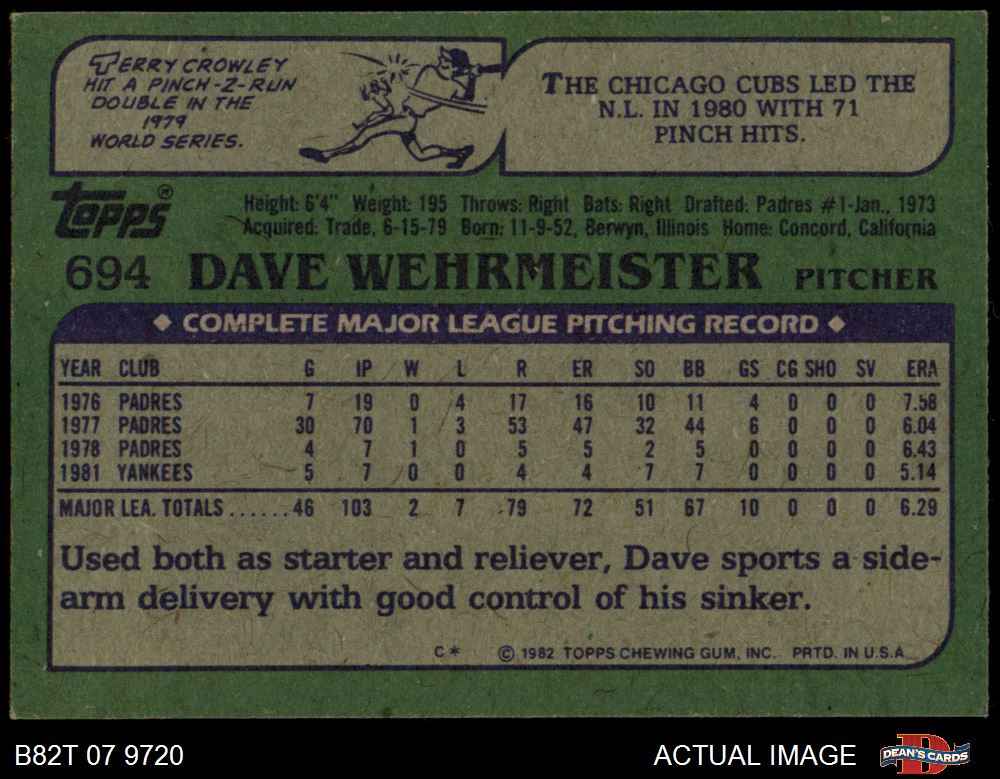 TERRY CROWLEY
HIT A PINCH-2-RUN
DOUBLE IN THE
1979
WORLD SERIES.
THE CHICAGO CUBS LED THE
N.L. IN 1980 WITH 71
PINCH HITS.
Topps®
Height: 6'4" Weight: 195 Throws: Right Bats: Right Drafted: Padres #1-Jan., 1973
Acquired: Trade, 6-15-79 Born: 11-9-52, Berwyn, Illinois Home: Concord, California
694 DAVE WEHRMEISTER PITCHER
◆ COMPLETE MAJOR LEAGUE PITCHING RECORD ◆
YEAR CLUB G IP W L R ER SO BB GS CG SHO SV ERA
1976 PADRES 7 19 0 4 17 16 10 11 4 0 0 0 7.58
1977 PADRES 30 70 1 3 53 47 32 44 6 0 0 0 6.04
1978 PADRES 4 7 1 0 5 5 2 5 0 0 0 0 6.43
1981 YANKEES 5 7 0 0 4 4 7 7 0 0 0 0 5.14
MAJOR LEA. TOTALS......46 103 2 7 79 72 51 67 10 0 0 0 6.29
Used both as starter and reliever, Dave sports a side-
arm delivery with good control of his sinker.
C* © 1982 TOPPS CHEWING GUM, INC. PRTD. IN U.S.A.
B82T 07 9720
ACTUAL IMAGE
DEAN'S CARDS